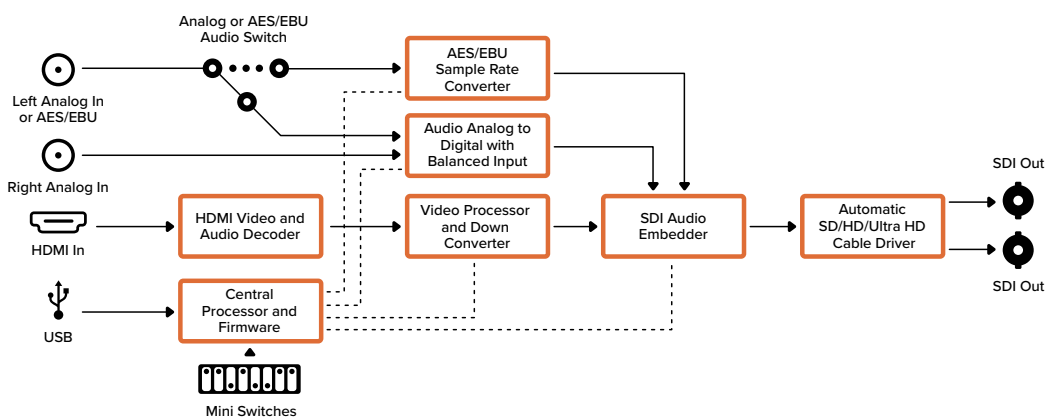 Analog or AES/EBU
Audio Switch
Left Analog In
or AES/EBU
AES/EBU
Sample Rate
Converter
Audio Analog to
Digital with
Balanced Input
Right Analog In
HDMI In
HDMI Video and
Audio Decoder
Video Processor
and Down
Converter
SDI Audio
Embedder
Automatic
SD/HD/Ultra HD
Cable Driver
SDI Out
SDI Out
USB
Central
Processor and
Firmware
Mini Switches